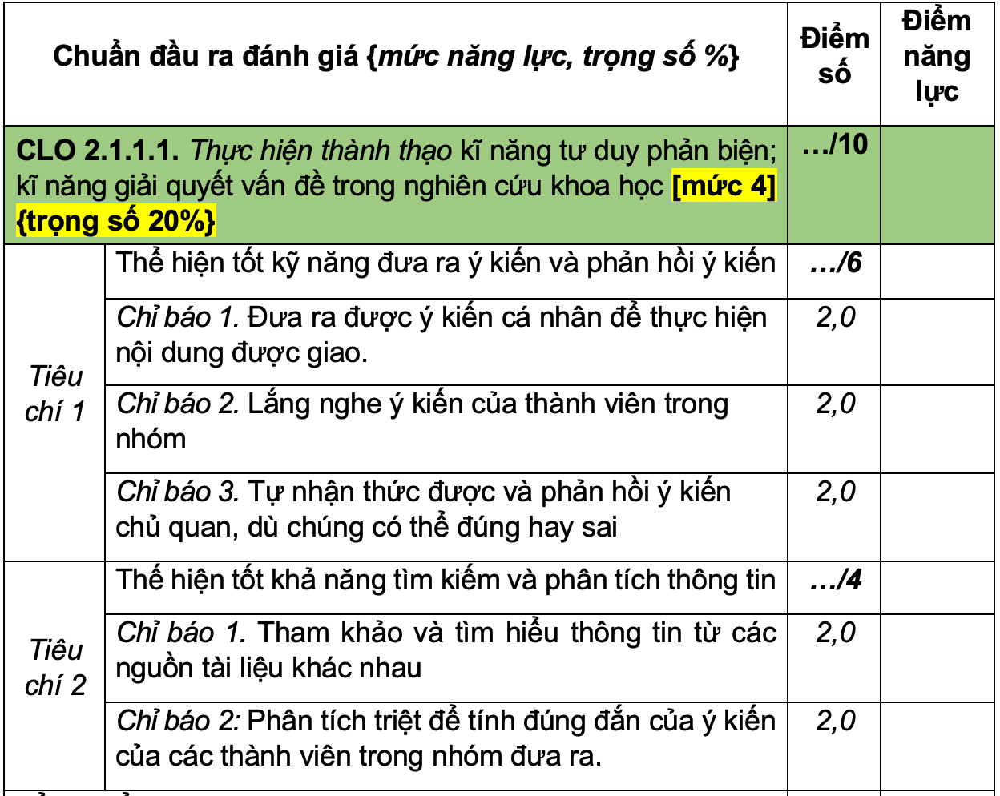 Chuẩn đầu ra đánh giá {mức năng lực, trọng số %}
Điểm
số
Điểm
năng
lực
CLO 2.1.1.1. Thực hiện thành thạo kĩ năng tư duy phản biện;
kĩ năng giải quyết vấn đề trong nghiên cứu khoa học [mức 4]
{trọng số 20%}
.../10
Tiêu
chí 1
Thể hiện tốt kỹ năng đưa ra ý kiến và phản hồi ý kiến
.../6
Chỉ báo 1. Đưa ra được ý kiến cá nhân để thực hiện
nội dung được giao.
2,0
Chỉ báo 2. Lắng nghe ý kiến của thành viên trong
nhóm
2,0
Chỉ báo 3. Tự nhận thức được và phản hồi ý kiến
chủ quan, dù chúng có thể đúng hay sai
2,0
Tiêu
chí 2
Thế hiện tốt khả năng tìm kiếm và phân tích thông tin
.../4
Chỉ báo 1. Tham khảo và tìm hiểu thông tin từ các
nguồn tài liệu khác nhau
2,0
Chỉ báo 2: Phân tích triệt để tính đúng đắn của ý kiến
của các thành viên trong nhóm đưa ra.
2,0